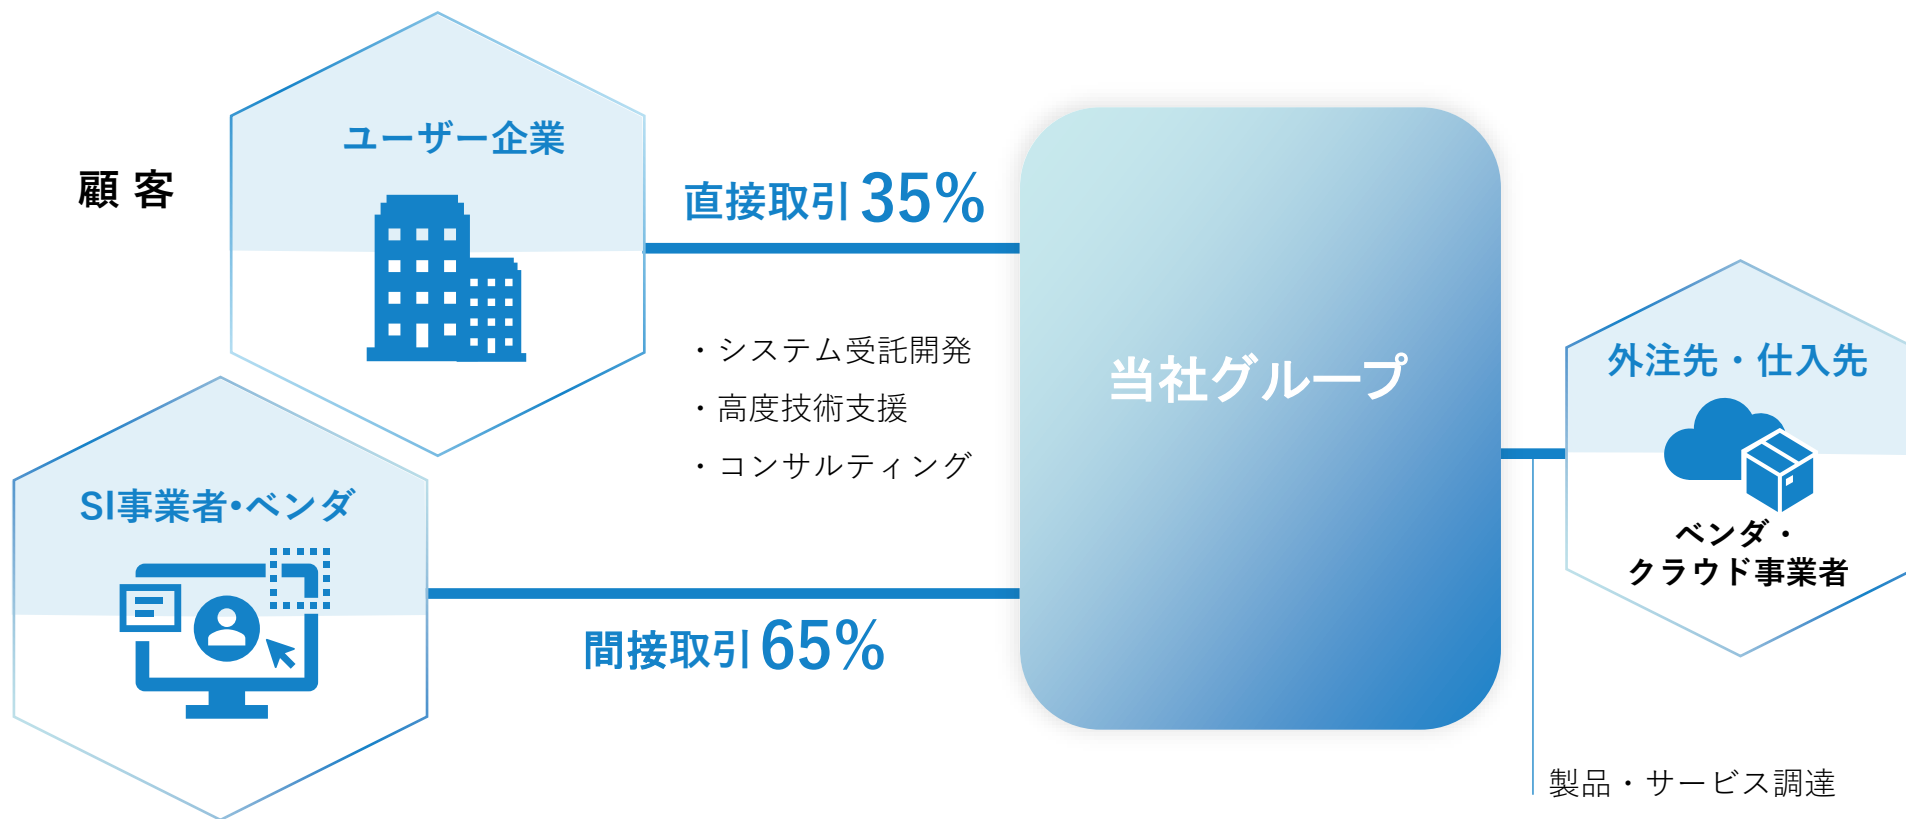 顧 客
ユーザー企業
直接取引 35%
・システム受託開発
・高度技術支援
・コンサルティング
SI事業者・ベンダ
間接取引 65%
当社グループ
外注先・仕入先
ベンダ・
クラウド事業者
製品・サービス調達